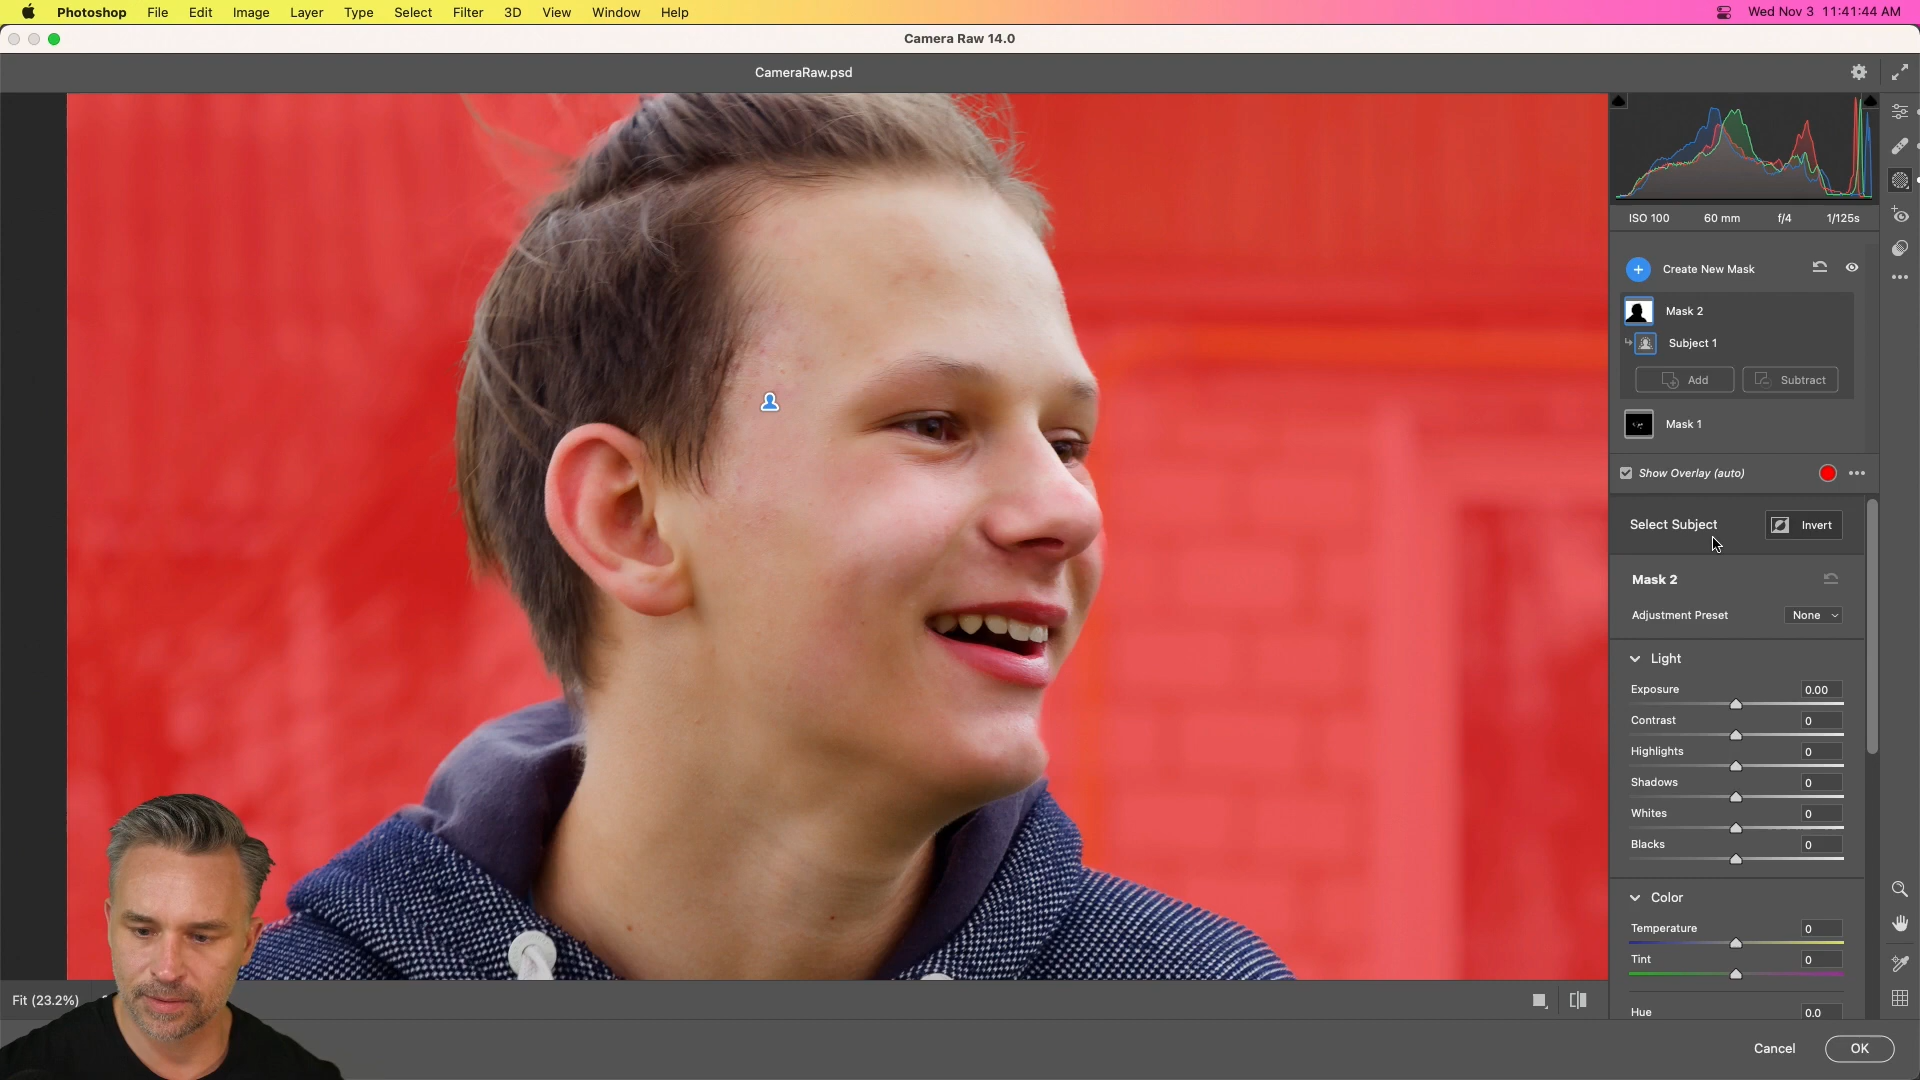 Photoshop File Edit Image Layer Type Select Filter 3D View Window Help Wed Nov 3 11:41:44 AM
Camera Raw 14.0
CameraRaw.psd
ISO 100 60 mm f/4 1/125s
Create New Mask
Mask 2
Subject 1
Add Subtract
Mask 1
Show Overlay (auto)
Select Subject Invert
Mask 2
Adjustment Preset None
Light
Exposure 0.00
Contrast 0
Highlights 0
Shadows 0
Whites 0
Blacks 0
Color
Temperature 0
Tint 0
Hue 0.0
Fit (23.2%)
Cancel OK